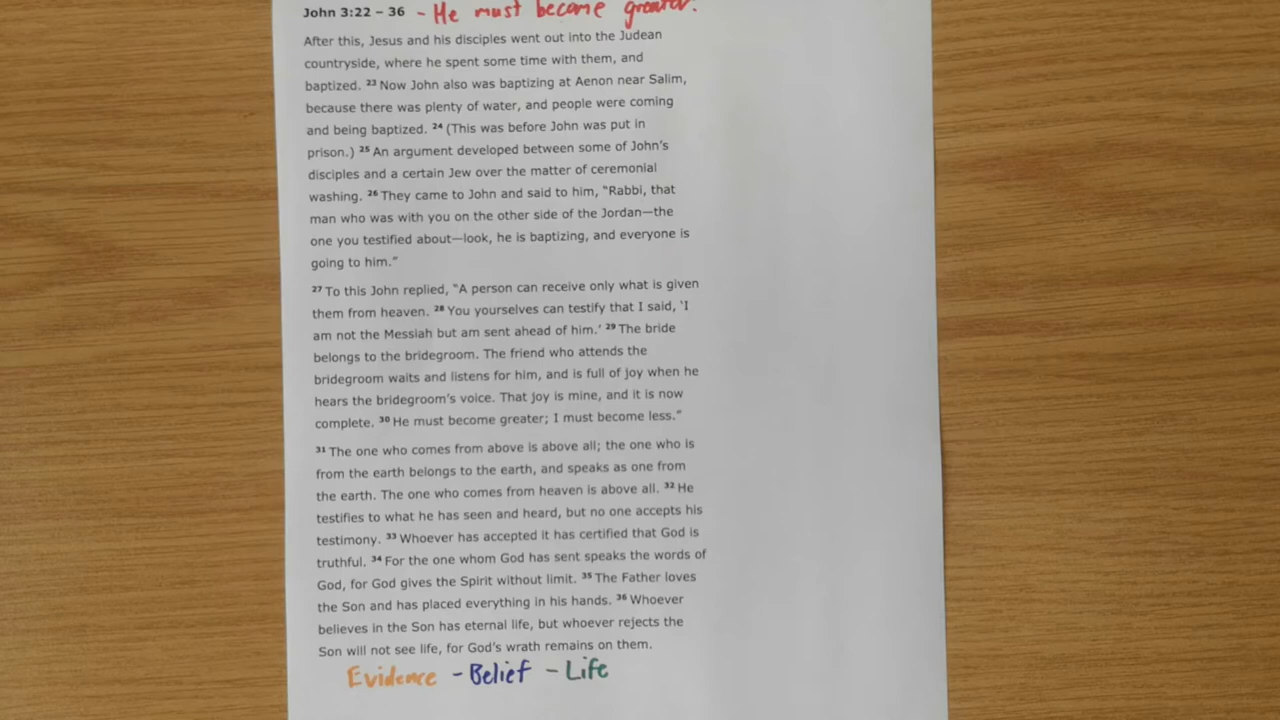 John 3:22 – 36 - He must become greater.
After this, Jesus and his disciples went out into the Judean
countryside, where he spent some time with them, and
baptized. 23 Now John also was baptizing at Aenon near Salim,
because there was plenty of water, and people were coming
and being baptized. 24 (This was before John was put in
prison.) 25 An argument developed between some of John’s
disciples and a certain Jew over the matter of ceremonial
washing. 26 They came to John and said to him, “Rabbi, that
man who was with you on the other side of the Jordan—the
one you testified about—look, he is baptizing, and everyone is
going to him.”
27 To this John replied, “A person can receive only what is given
them from heaven. 28 You yourselves can testify that I said, ‘I
am not the Messiah but am sent ahead of him.’ 29 The bride
belongs to the bridegroom. The friend who attends the
bridegroom waits and listens for him, and is full of joy when he
hears the bridegroom’s voice. That joy is mine, and it is now
complete. 30 He must become greater; I must become less.”
31 The one who comes from above is above all; the one who is
from the earth belongs to the earth, and speaks as one from
the earth. The one who comes from heaven is above all. 32 He
testifies to what he has seen and heard, but no one accepts his
testimony. 33 Whoever has accepted it has certified that God is
truthful. 34 For the one whom God has sent speaks the words of
God, for God gives the Spirit without limit. 35 The Father loves
the Son and has placed everything in his hands. 36 Whoever
believes in the Son has eternal life, but whoever rejects the
Son will not see life, for God’s wrath remains on them.
Evidence - Belief - Life